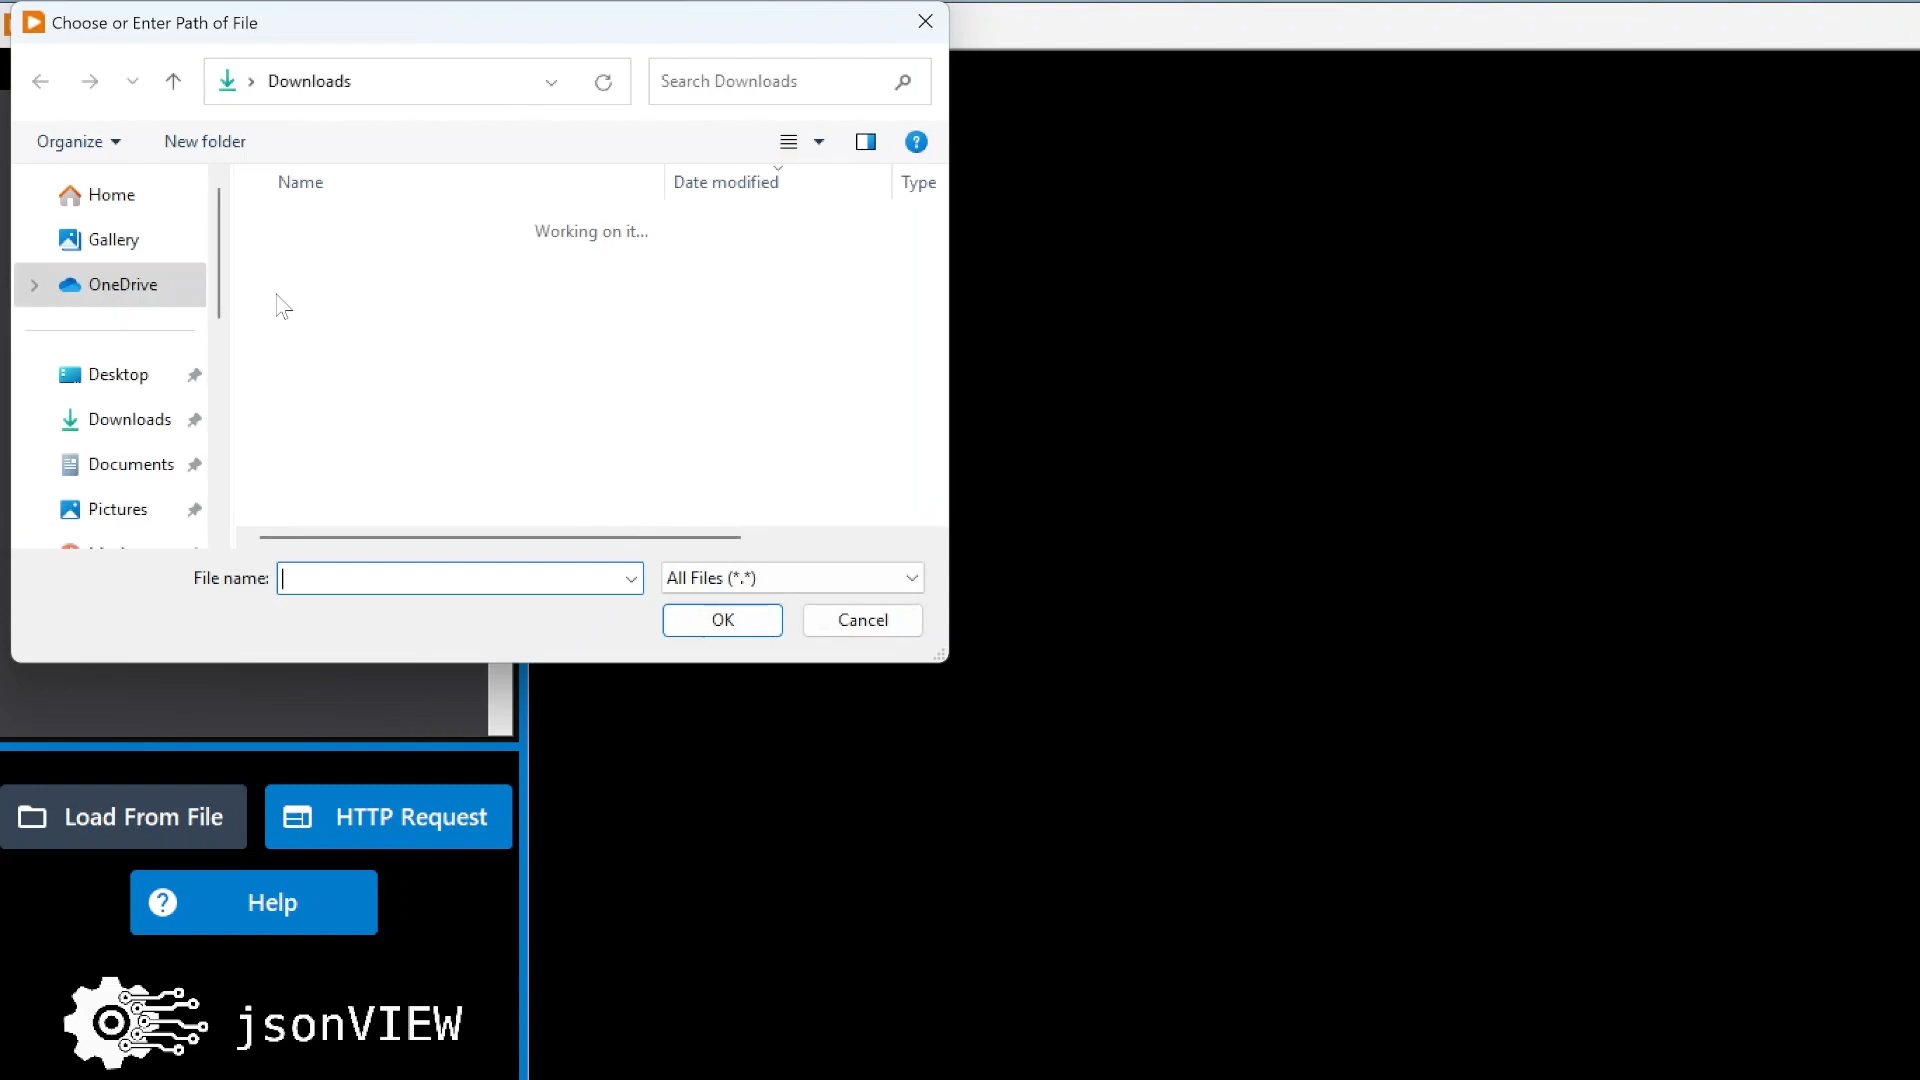 Choose or Enter Path of File
Downloads
Search Downloads
Organize
New folder
Name
Date modified
Type
Working on it...
Home
Gallery
OneDrive
Desktop
Downloads
Documents
Pictures
File name:
All Files (*.*)
OK
Cancel
Load From File
HTTP Request
Help
jsonVIEW